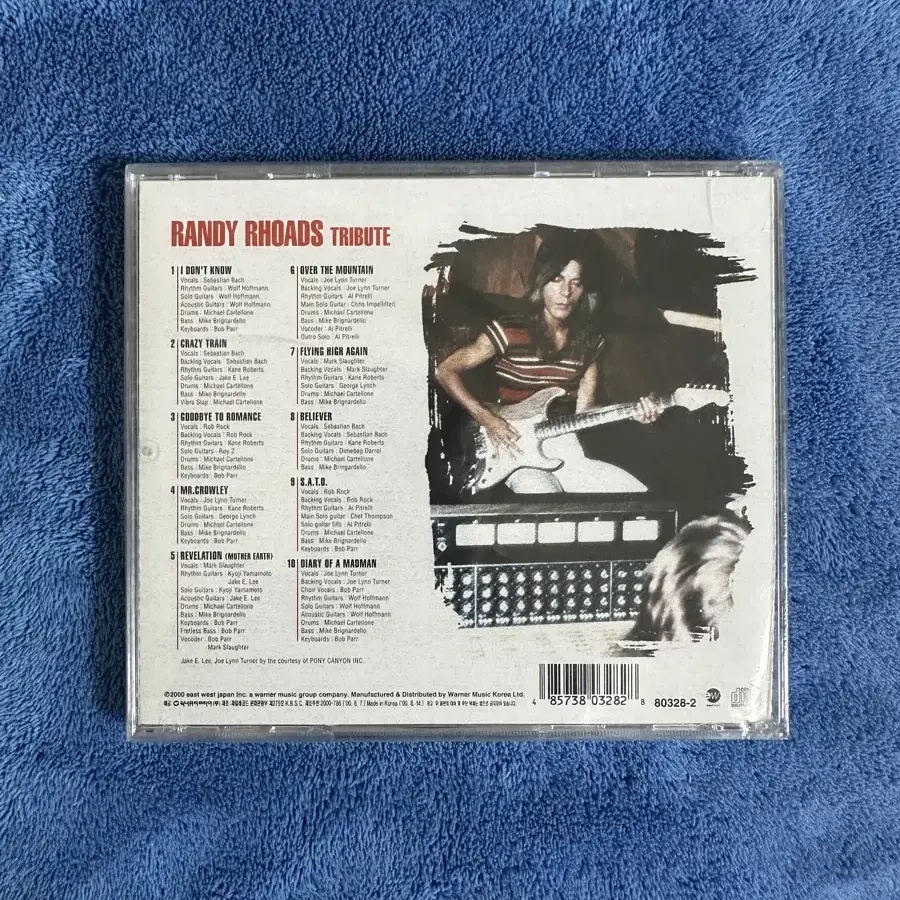 RANDY RHOADS TRIBUTE
1 I DON'T KNOW
Vocals : Sebastian Bach
Rhythm Guitars : Wolf Hoffmann
Solo Guitars : Wolf Hoffmann
Acoustic Guitars : Wolf Hoffmann
Drums : Michael Cartellone
Bass : Mike Brignardello
Keyboards : Bob Parr
2 CRAZY TRAIN
Vocals : Sebastian Bach
Backing Vocals : Sebastian Bach
Rhythm Guitars : Kane Roberts
Solo Guitars : Jake E. Lee
Drums : Michael Cartellone
Bass : Mike Brignardello
Vibra Slap : Michael Cartellone
3 GOODBYE TO ROMANCE
Vocals : Rob Rock
Backing Vocals : Rob Rock
Rhythm Guitars : Kane Roberts
Solo Guitars : Roy Z
Drums : Michael Cartellone
Bass : Mike Brignardello
Keyboards : Bob Parr
4 MR.CROWLEY
Vocals : Joe Lynn Turner
Rhythm Guitars : Kane Roberts
Solo Guitars : George Lynch
Drums : Michael Cartellone
Bass : Mike Brignardello
Keyboards : Bob Parr
5 REVELATION (MOTHER EARTH)
Vocals : Mark Slaughter
Rhythm Guitars : Kyoji Yamamoto
Jake E. Lee
Solo Guitars : Kyoji Yamamoto
Acoustic Guitars : Jake E. Lee
Drums : Michael Cartellone
Bass : Mike Brignardello
Keyboards : Bob Parr
Fretless Bass : Bob Parr
Vocoder : Bob Parr
Mark Slaughter
6 OVER THE MOUNTAIN
Vocals : Joe Lynn Turner
Backing Vocals : Joe Lynn Turner
Rhythm Guitars : Al Pitrelli
Main Solo Guitar : Chris Impellitteri
Drums : Michael Cartellone
Bass : Mike Brignardello
Vocoder : Al Pitrelli
Outro Solo : Al Pitrelli
7 FLYING HIGH AGAIN
Vocals : Mark Slaughter
Backing Vocals : Mark Slaughter
Rhythm Guitars : Kane Roberts
Solo Guitars : George Lynch
Drums : Michael Cartellone
Bass : Mike Brignardello
8 BELIEVER
Vocals : Sebastian Bach
Backing Vocals : Sebastian Bach
Rhythm Guitars : Kane Roberts
Solo Guitars : Dimebag Darrel
Drums : Michael Cartellone
Bass : Mike Bringardello
9 S.A.T.O.
Vocals : Rob Rock
Backing Vocals : Rob Rock
Rhythm Guitars : Al Pitrelli
Main Solo guitar : Chet Thompson
Solo guitar fills : Al Pitrelli
Drums : Michael Cartellone
Bass : Mike Brignardello
Keyboards : Bob Parr
10 DIARY OF A MADMAN
Vocals : Joe Lynn Turner
Backing Vocals : Joe Lynn Turner
Choir Vocals : Bob Parr
Rhythm Guitars : Wolf Hoffmann
Solo Guitars : Wolf Hoffmann
Acoustic Guitars : Wolf Hoffmann
Drums : Michael Cartellone
Bass : Mike Brignardello
Keyboards : Bob Parr
Jake E. Lee, Joe Lynn Turner by the courtesy of PONY CANYON INC.
℗2000 east west japan Inc. a warner music group company. Manufactured & Distributed by Warner Music Korea Ltd.
K.B.S.C. 2000-786 ('00. 8. 7.) Made in Korea ('00. 8. 14.)
4 85738 03282 8
80328-2
ew